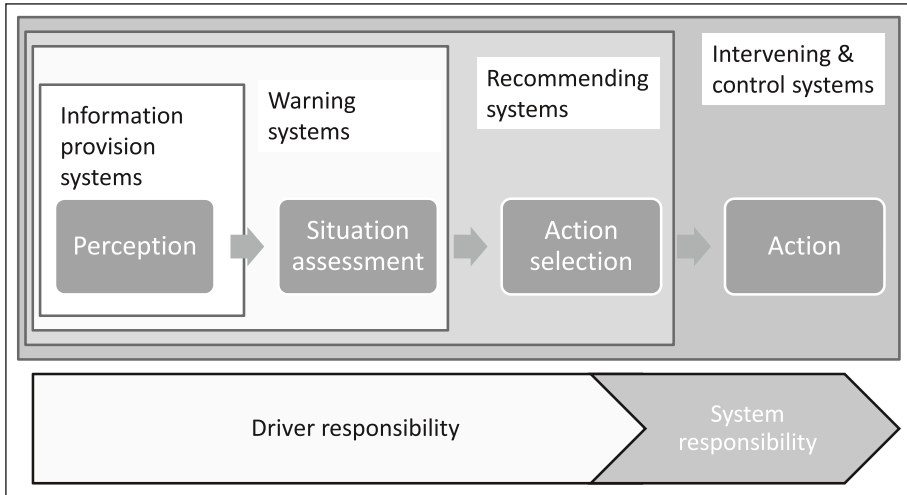 Information
provision
systems
Warning
systems
Recommending
systems
Intervening &
control systems
Perception
Situation
assessment
Action
selection
Action
Driver responsibility
System
responsibility